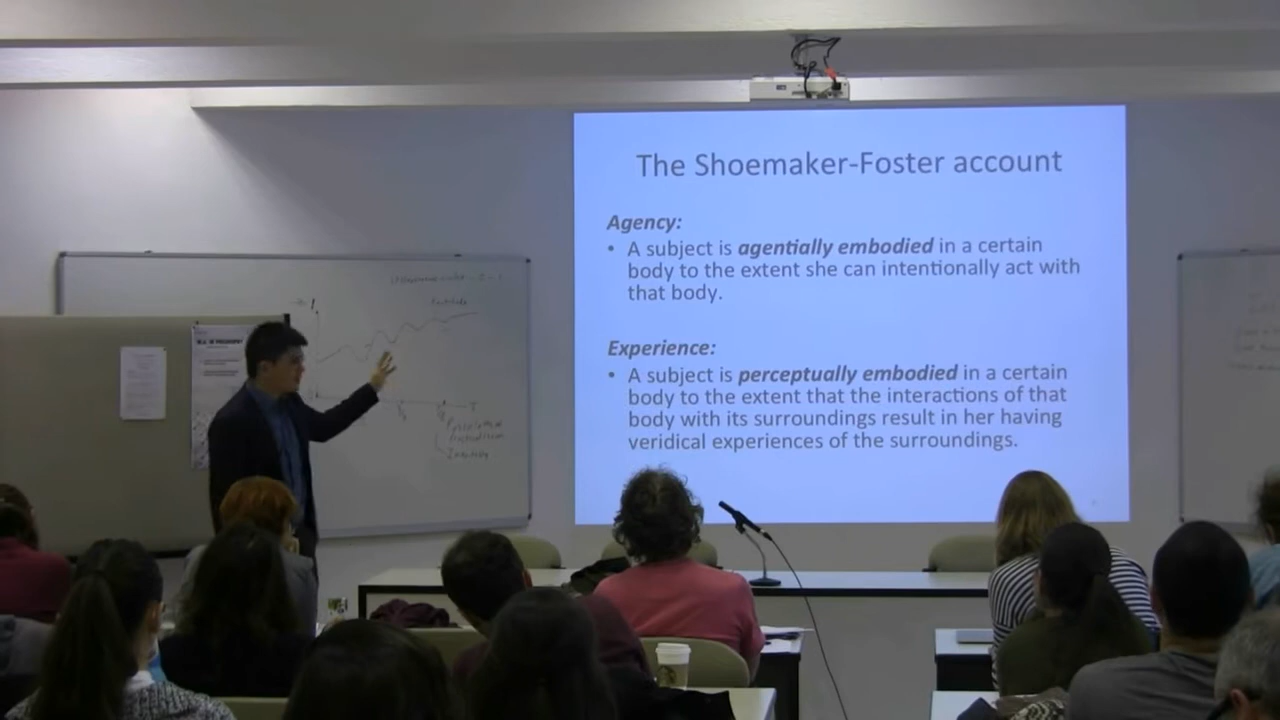 The Shoemaker-Foster account
Agency:
• A subject is agentially embodied in a certain
body to the extent she can intentionally act with
that body.
Experience:
• A subject is perceptually embodied in a certain
body to the extent that the interactions of that
body with its surroundings result in her having
veridical experiences of the surroundings.
M.A. IN PHILOSOPHY